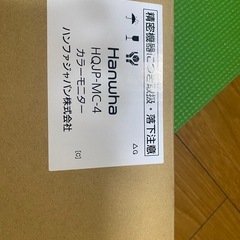 精密機器につき取扱・落下注意
Hanwha
HQJP-MC-4
カラーモニター
ハンファジャパン株式会社
[C]
△G